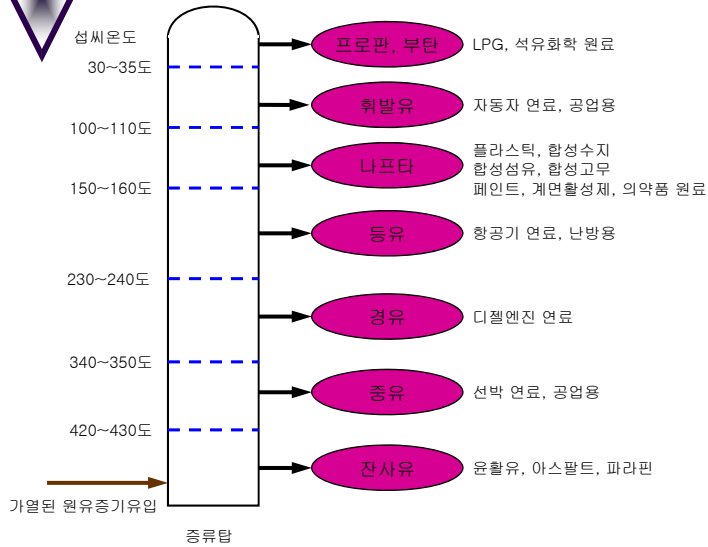 섭씨온도
프로판, 부탄
LPG, 석유화학 원료
30~35도
휘발유
자동자 연료, 공업용
100~110도
나프타
플라스틱, 합성수지
합성섬유, 합성고무
페인트, 계면활성제, 의약품 원료
150~160도
등유
항공기 연료, 난방용
230~240도
경유
디젤엔진 연료
340~350도
중유
선박 연료, 공업용
420~430도
잔사유
윤활유, 아스팔트, 파라핀
가열된 원유증기유입
증류탑